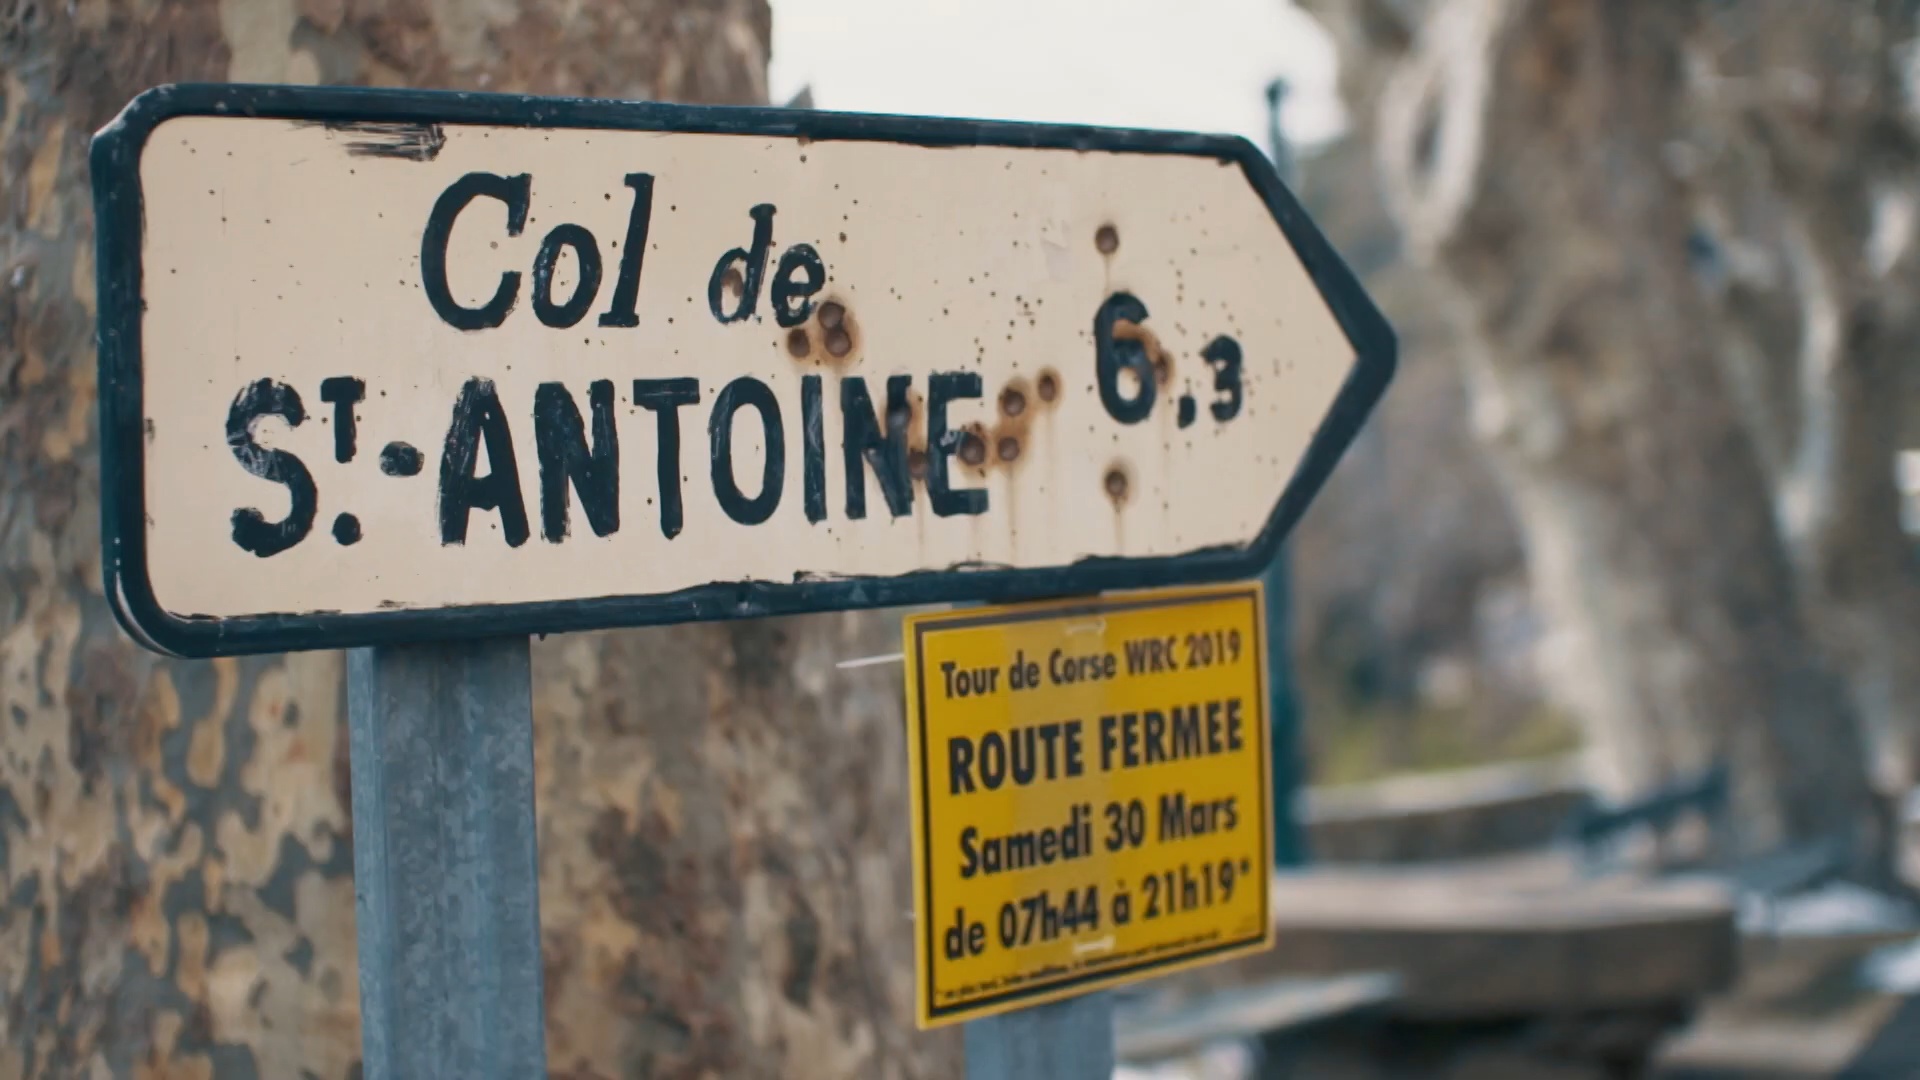 Col de
ST.-ANTOINE 6,3
Tour de Corse WRC 2019
ROUTE FERMEE
Samedi 30 Mars
de 07h44 à 21h19*